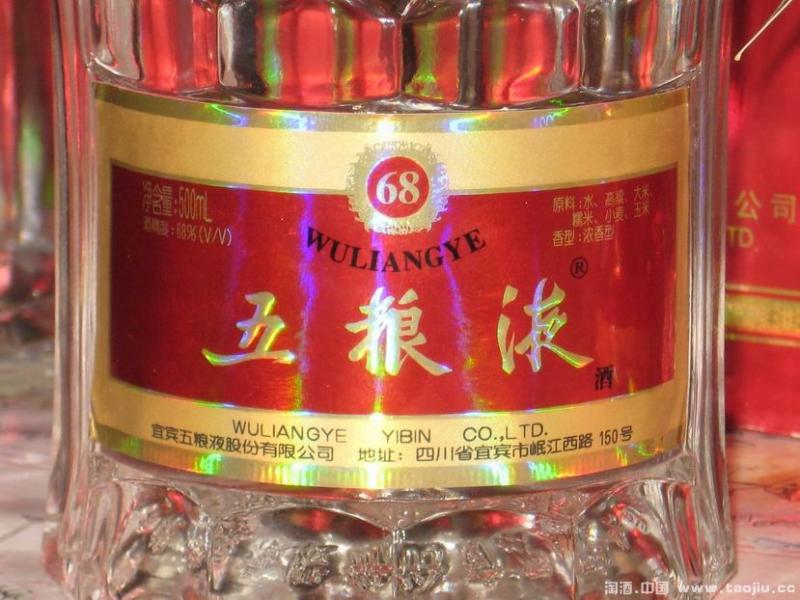 68
WULIANGYE
净含量:500mL
酒精度:68%(V/V)
原料:水、高粱、大米、
糯米、小麦、玉米
香型:浓香型
五粮液®
酒
WULIANGYE YIBIN CO.,LTD.
宜宾五粮液股份有限公司 地址:四川省宜宾市岷江西路150号
公司
TD
淘酒.中国 www.taojiu.cc